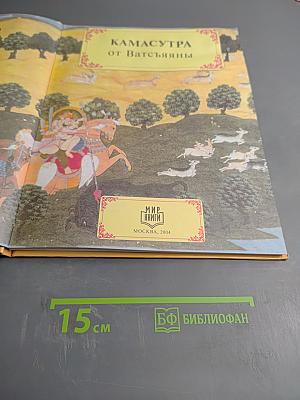 КАМАСУТРА
от Ватсьяяны
МИР
КНИГИ
МОСКВА, 2004
15 см
БФ БИБЛИОФАН